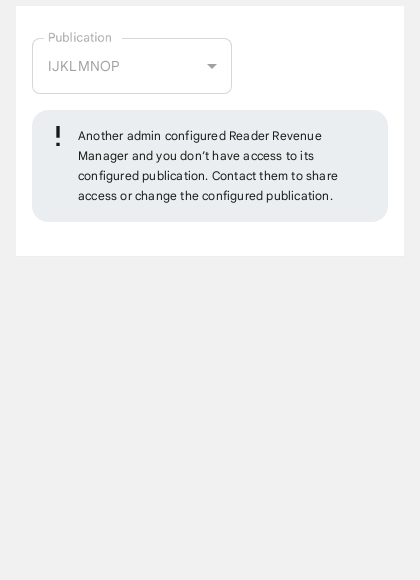 Publication
IJKLMNOP
! Another admin configured Reader Revenue
Manager and you don’t have access to its
configured publication. Contact them to share
access or change the configured publication.